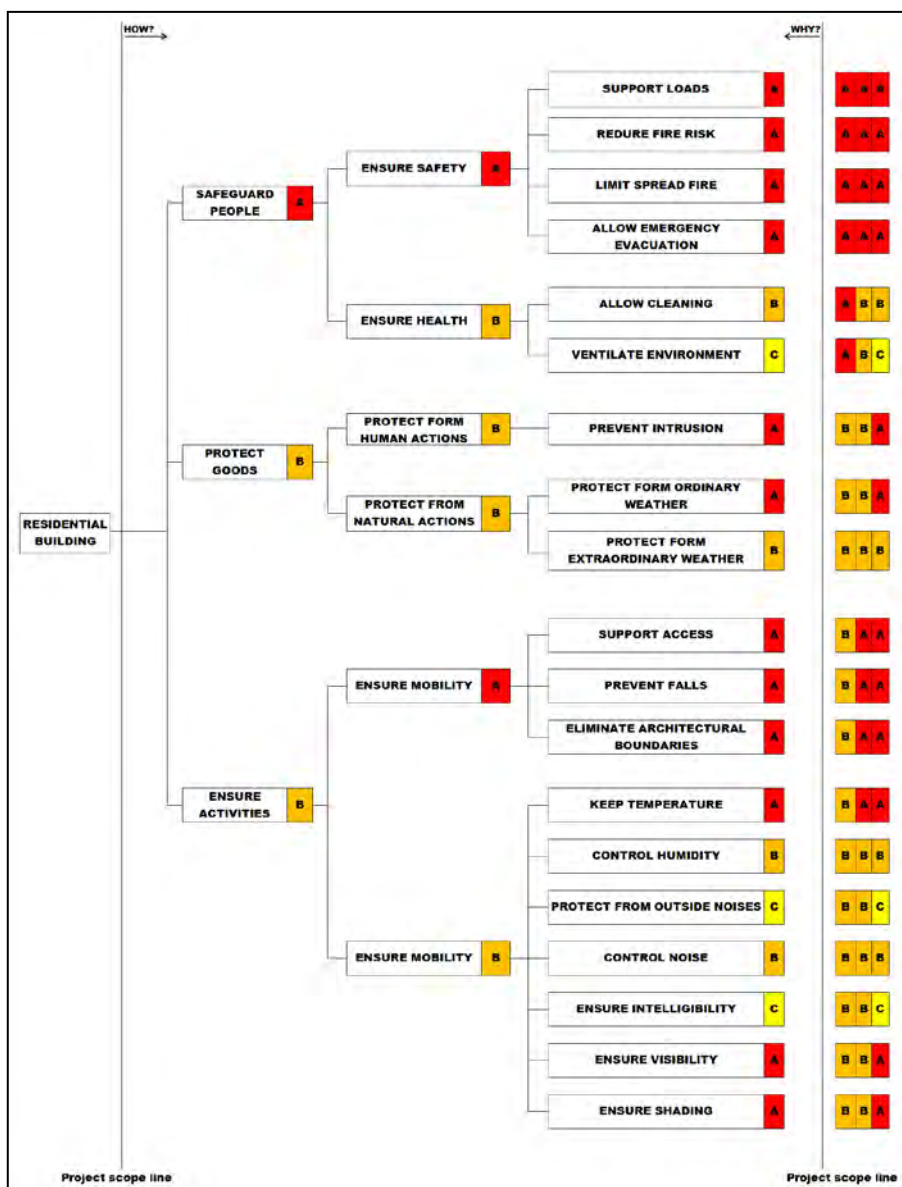 HOW?
WHY?
SUPPORT LOADS
A
A A A
REDURE FIRE RISK
A
A A A
ENSURE SAFETY
A
LIMIT SPREAD FIRE
A
A A A
SAFEGUARD
PEOPLE
A
ALLOW EMERGENCY
EVACUATION
A
A A A
ALLOW CLEANING
B
A B B
ENSURE HEALTH
B
VENTILATE ENVIRONMENT
C
A B C
PROTECT FORM
HUMAN ACTIONS
B
PREVENT INTRUSION
A
B B A
PROTECT
GOODS
B
PROTECT FORM ORDINARY
WEATHER
A
B B A
PROTECT FROM
NATURAL ACTIONS
B
RESIDENTIAL
BUILDING
PROTECT FORM
EXTRAORDINARY WEATHER
B
B B B
SUPPORT ACCESS
A
B A A
ENSURE MOBILITY
A
PREVENT FALLS
A
B A A
ELIMINATE ARCHITECTURAL
BOUNDARIES
A
B A A
ENSURE
ACTIVITIES
B
KEEP TEMPERATURE
A
B A A
CONTROL HUMIDITY
B
B B B
PROTECT FROM OUTSIDE NOISES
C
B B C
ENSURE MOBILITY
B
CONTROL NOISE
B
B B B
ENSURE INTELLIGIBILITY
C
B B C
ENSURE VISIBILITY
A
B B A
ENSURE SHADING
A
B B A
Project scope line
Project scope line